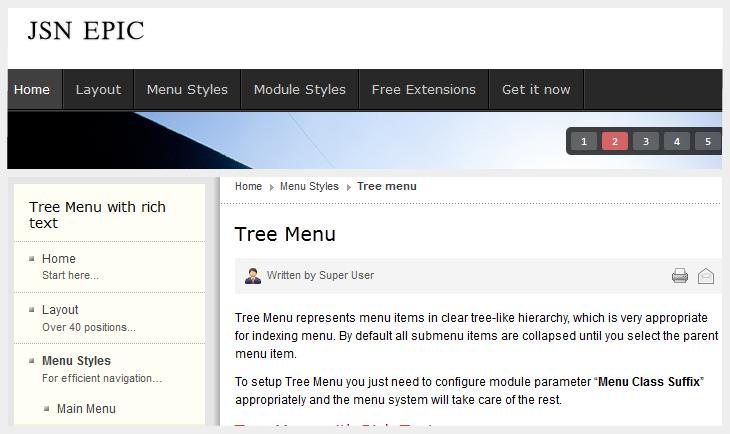 JSN EPIC
Home Layout Menu Styles Module Styles Free Extensions Get it now
1 2 3 4 5
Tree Menu with rich
text
Home
Start here...
Layout
Over 40 positions...
Menu Styles
For efficient navigation...
Main Menu
Home Menu Styles Tree menu
Tree Menu
Written by Super User
Tree Menu represents menu items in clear tree-like hierarchy, which is very appropriate
for indexing menu. By default all submenu items are collapsed until you select the parent
menu item.
To setup Tree Menu you just need to configure module parameter “Menu Class Suffix”
appropriately and the menu system will take care of the rest.